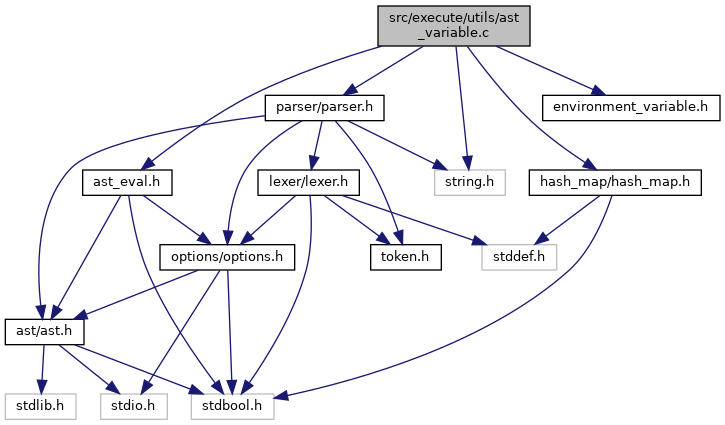 src/execute/utils/ast
_variable.c
parser/parser.h
environment_variable.h
ast_eval.h
lexer/lexer.h
string.h
hash_map/hash_map.h
options/options.h
token.h
stddef.h
ast/ast.h
stdlib.h
stdio.h
stdbool.h